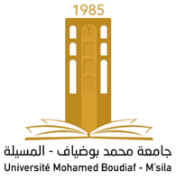 1985
جامعة محمد بوضياف - المسيلة
Université Mohamed Boudiaf - M'sila